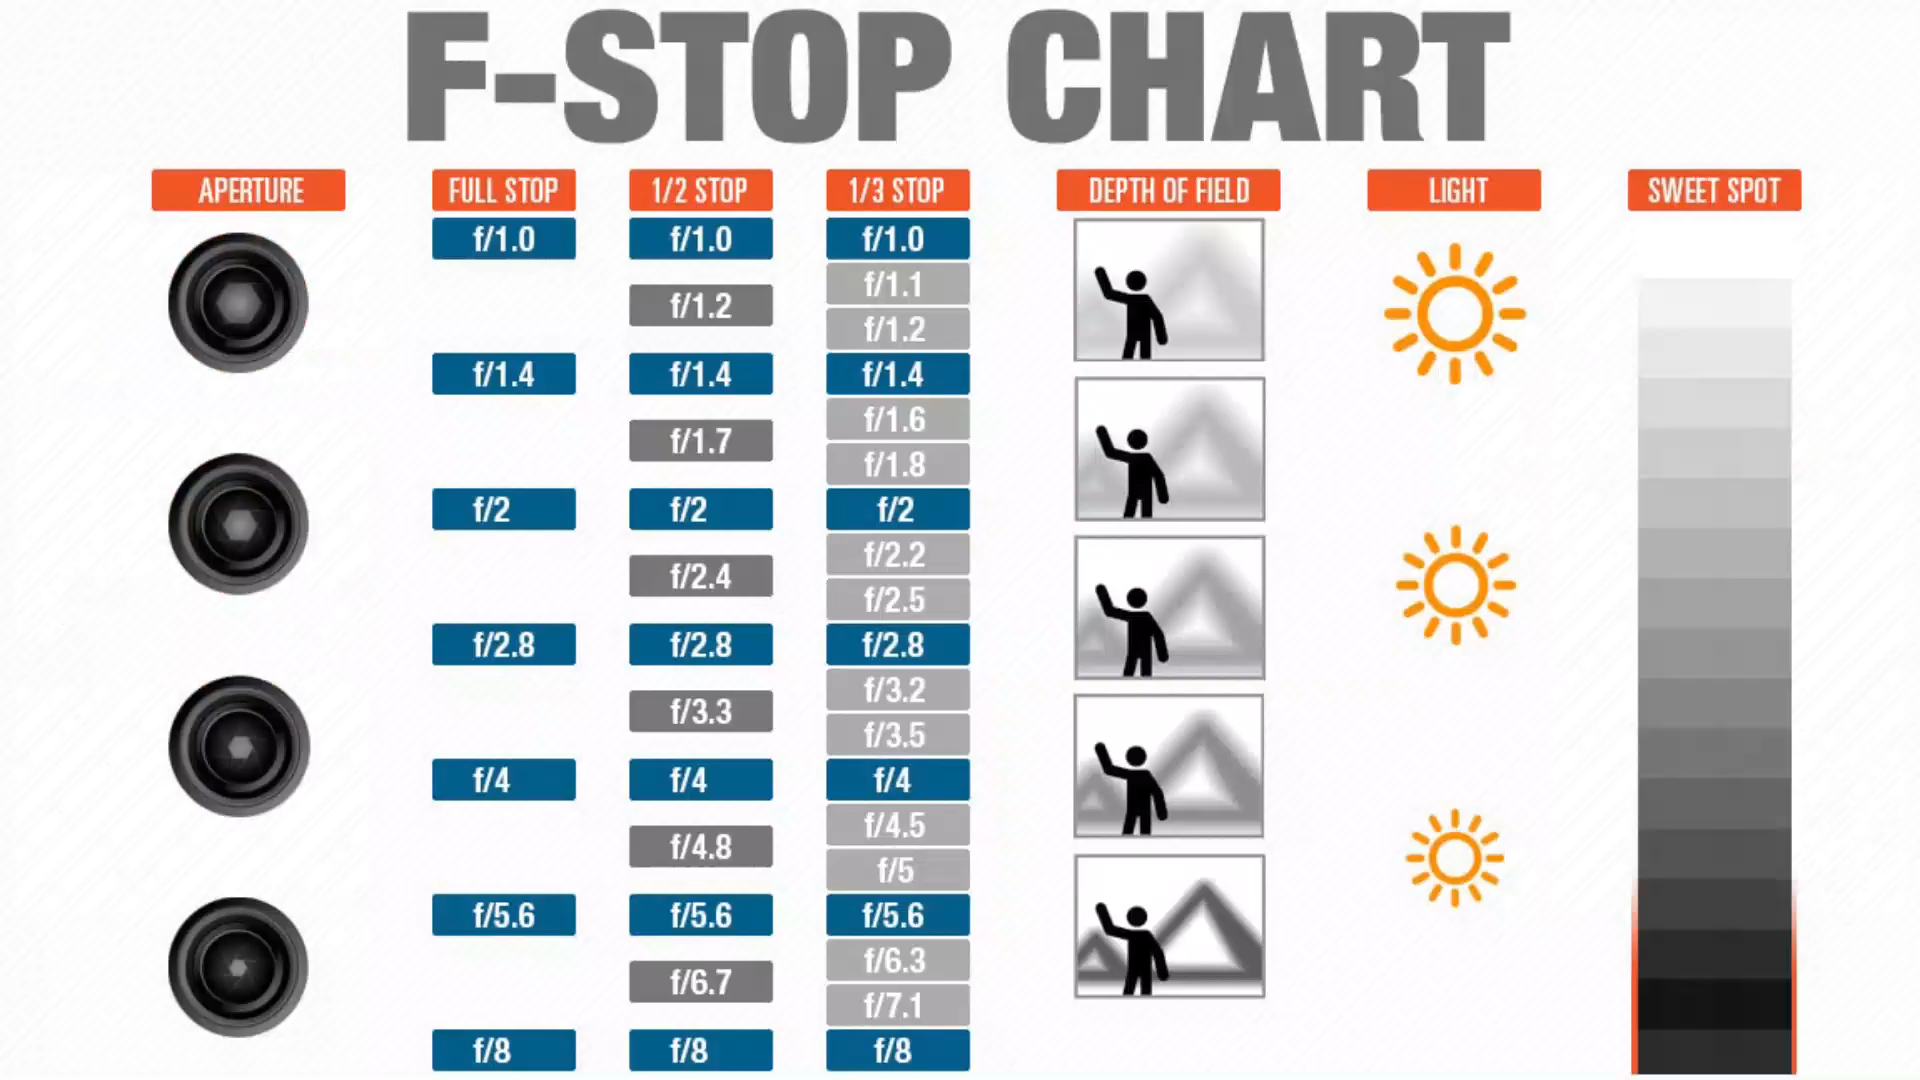 F-STOP CHART
APERTURE FULL STOP 1/2 STOP 1/3 STOP DEPTH OF FIELD LIGHT SWEET SPOT
f/1.0 f/1.0 f/1.0
f/1.1
f/1.2
f/1.2
f/1.4 f/1.4 f/1.4
f/1.6
f/1.7
f/1.8
f/2 f/2 f/2
f/2.2
f/2.4
f/2.5
f/2.8 f/2.8 f/2.8
f/3.2
f/3.3
f/3.5
f/4 f/4 f/4
f/4.5
f/4.8
f/5
f/5.6 f/5.6 f/5.6
f/6.3
f/6.7
f/7.1
f/8 f/8 f/8